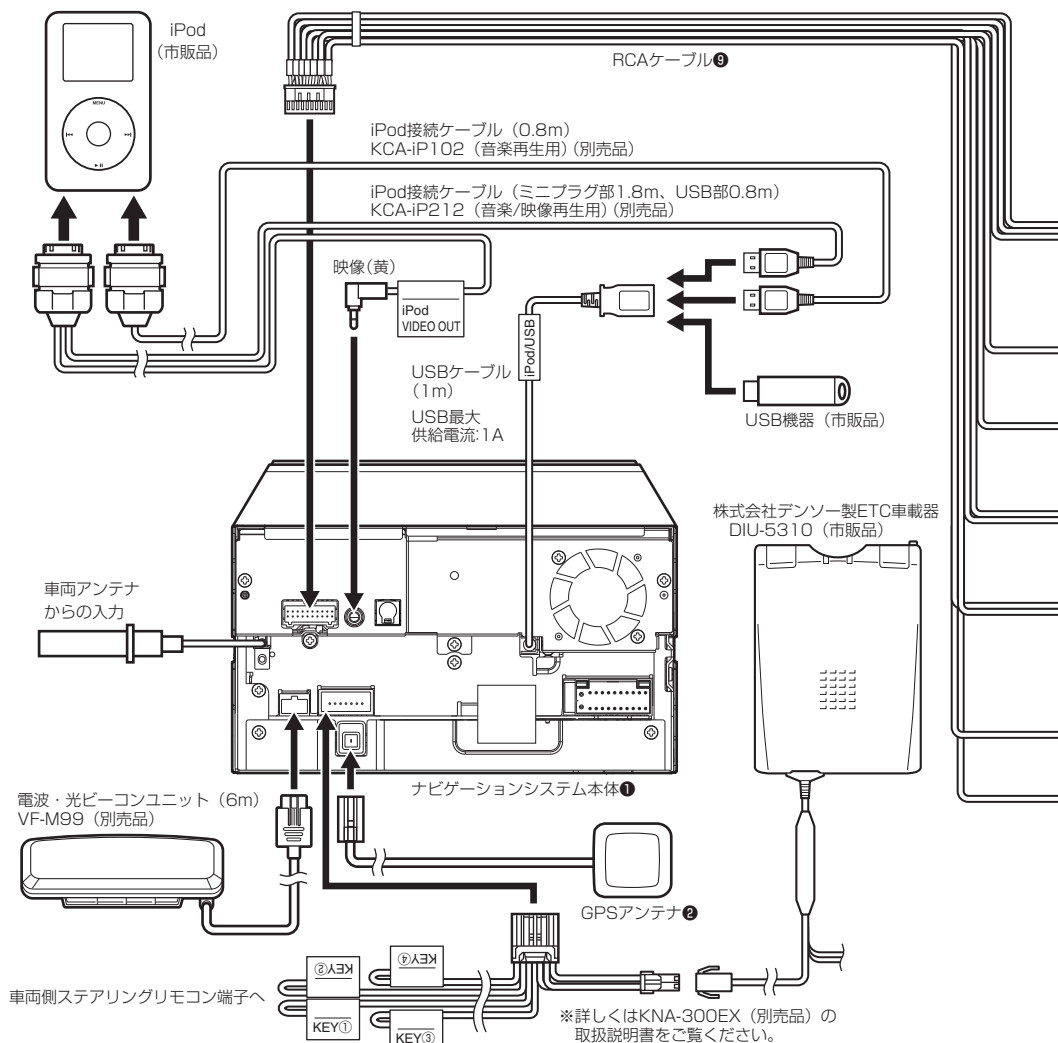 iPod
(市販品)
MENU
RCAケーブル❾
iPod接続ケーブル（0.8m）
KCA-iP102（音楽再生用）（別売品）
iPod接続ケーブル（ミニプラグ部1.8m、USB部0.8m）
KCA-iP212（音楽/映像再生用）（別売品）
映像(黄)
iPod
VIDEO OUT
iPod/USB
USBケーブル
（1m）
USB最大
供給電流:1A
USB機器（市販品）
株式会社デンソー製ETC車載器
DIU-5310（市販品）
車両アンテナ
からの入力
ナビゲーションシステム本体❶
電波・光ビーコンユニット（6m）
VF-M99（別売品）
GPSアンテナ❷
KEY②
KEY④
車両側ステアリングリモコン端子へ
KEY①
KEY③
※詳しくはKNA-300EX（別売品）の
取扱説明書をご覧ください。